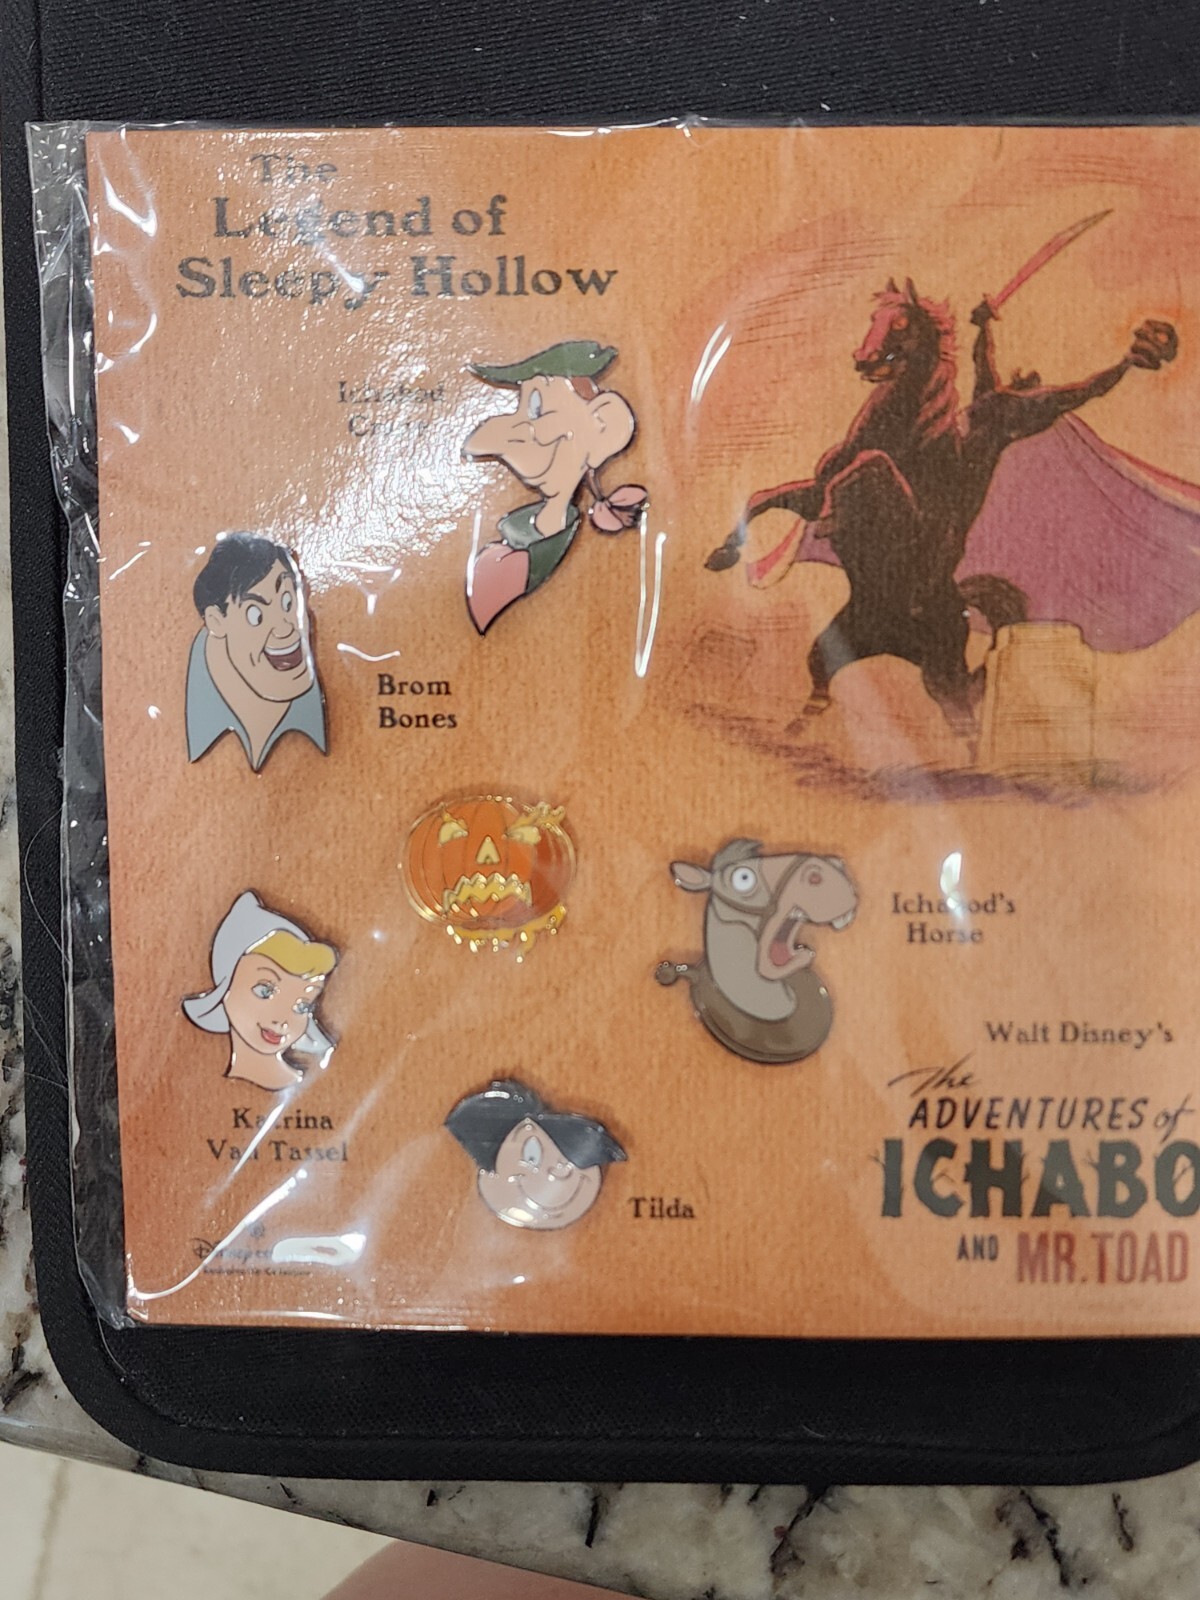 The
Legend of
Sleepy Hollow
Ichabod
Brom
Bones
Ichabod's
Horse
Katrina
Van Tassel
Tilda
Walt Disney's
The
ADVENTURES of
ICHABO
AND MR. TOAD